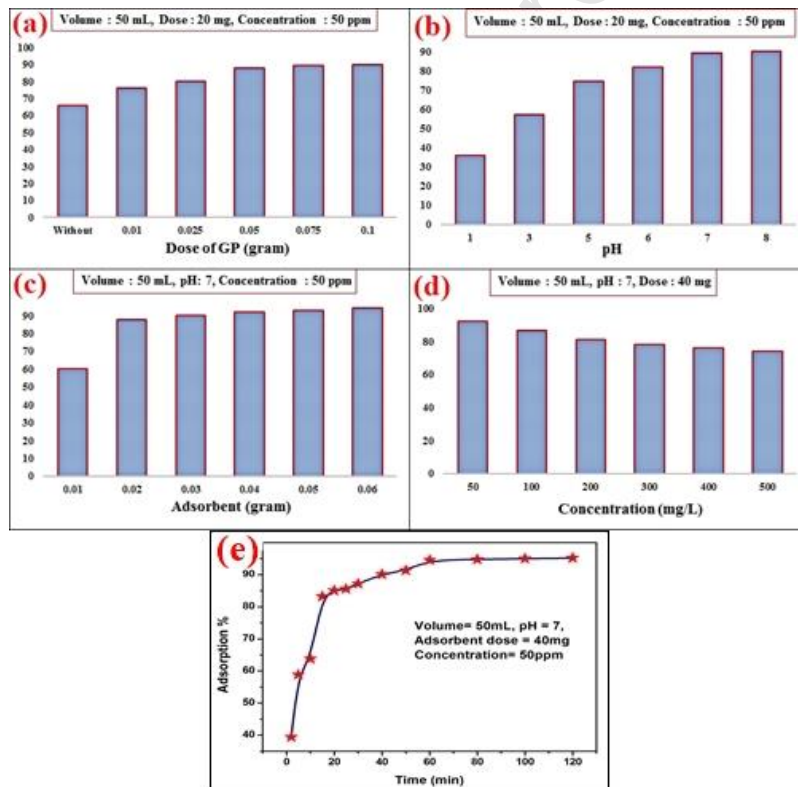 (a)
Volume : 50 mL, Dose : 20 mg, Concentration : 50 ppm
100
90
80
70
60
50
40
30
20
10
0
Without 0.01 0.025 0.05 0.075 0.1
Dose of GP (gram)
(b)
Volume : 50 mL, Dose : 20 mg, Concentration : 50 ppm
90
80
70
60
50
40
30
20
10
0
1 3 5 6 7 8
pH
(c)
Volume : 50 mL, pH: 7, Concentration : 50 ppm
90
80
70
60
50
40
30
20
10
0
0.01 0.02 0.03 0.04 0.05 0.06
Adsorbent (gram)
(d)
Volume : 50 mL, pH : 7, Dose : 40 mg
100
80
60
40
20
0
50 100 200 300 400 500
Concentration (mg/L)
(e)
Adsorption %
90
80
70
60
50
40
Volume= 50mL, pH = 7,
Adsorbent dose = 40mg
Concentration= 50ppm
0 20 40 60 80 100 120
Time (min)